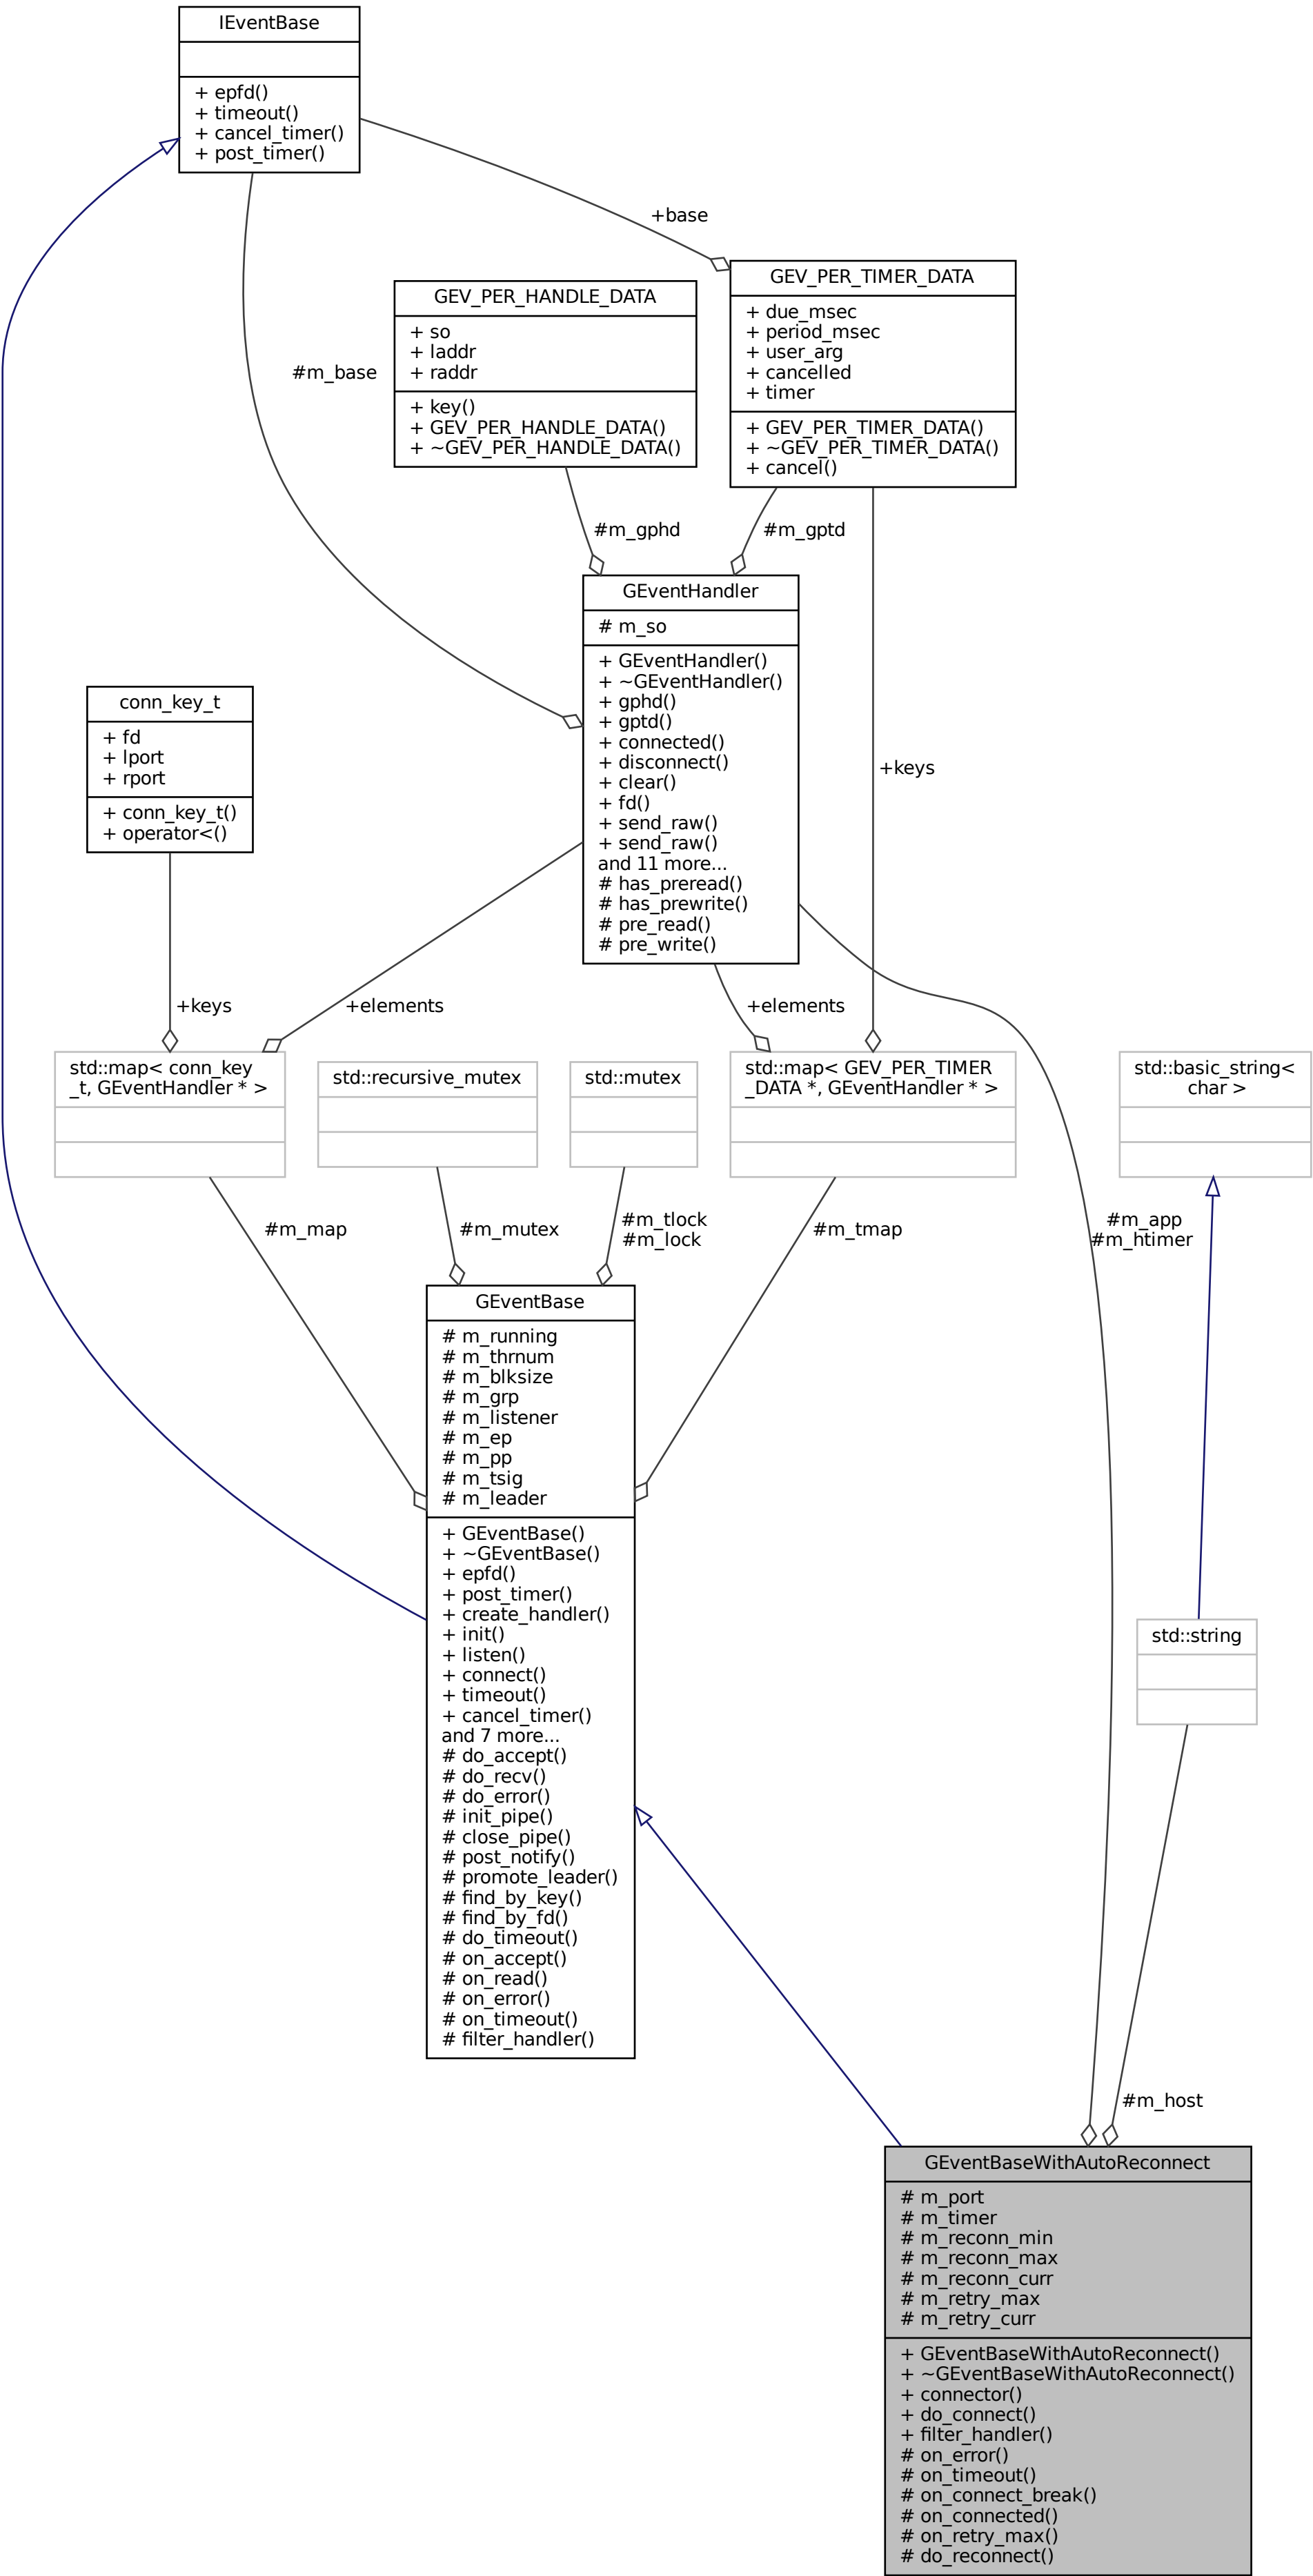 IEventBase
+ epfd()
+ timeout()
+ cancel_timer()
+ post_timer()
+base
GEV_PER_TIMER_DATA
+ due_msec
+ period_msec
+ user_arg
+ cancelled
+ timer
+ GEV_PER_TIMER_DATA()
+ ~GEV_PER_TIMER_DATA()
+ cancel()
GEV_PER_HANDLE_DATA
+ so
+ laddr
+ raddr
+ key()
+ GEV_PER_HANDLE_DATA()
+ ~GEV_PER_HANDLE_DATA()
#m_base
#m_gphd
#m_gptd
GEventHandler
# m_so
+ GEventHandler()
+ ~GEventHandler()
+ gphd()
+ gptd()
+ connected()
+ disconnect()
+ clear()
+ fd()
+ send_raw()
+ send_raw()
and 11 more...
# has_preread()
# has_prewrite()
# pre_read()
# pre_write()
conn_key_t
+ fd
+ lport
+ rport
+ conn_key_t()
+ operator<()
+keys
+keys
+elements
+elements
std::map< conn_key
_t, GEventHandler * >
std::recursive_mutex
std::mutex
std::map< GEV_PER_TIMER
_DATA *, GEventHandler * >
std::basic_string<
char >
#m_map
#m_mutex
#m_tlock
#m_lock
#m_tmap
#m_app
#m_htimer
GEventBase
# m_running
# m_thrnum
# m_blksize
# m_grp
# m_listener
# m_ep
# m_pp
# m_tsig
# m_leader
+ GEventBase()
+ ~GEventBase()
+ epfd()
+ post_timer()
+ create_handler()
+ init()
+ listen()
+ connect()
+ timeout()
+ cancel_timer()
and 7 more...
# do_accept()
# do_recv()
# do_error()
# init_pipe()
# close_pipe()
# post_notify()
# promote_leader()
# find_by_key()
# find_by_fd()
# do_timeout()
# on_accept()
# on_read()
# on_error()
# on_timeout()
# filter_handler()
std::string
#m_host
GEventBaseWithAutoReconnect
# m_port
# m_timer
# m_reconn_min
# m_reconn_max
# m_reconn_curr
# m_retry_max
# m_retry_curr
+ GEventBaseWithAutoReconnect()
+ ~GEventBaseWithAutoReconnect()
+ connector()
+ do_connect()
+ filter_handler()
# on_error()
# on_timeout()
# on_connect_break()
# on_connected()
# on_retry_max()
# do_reconnect()